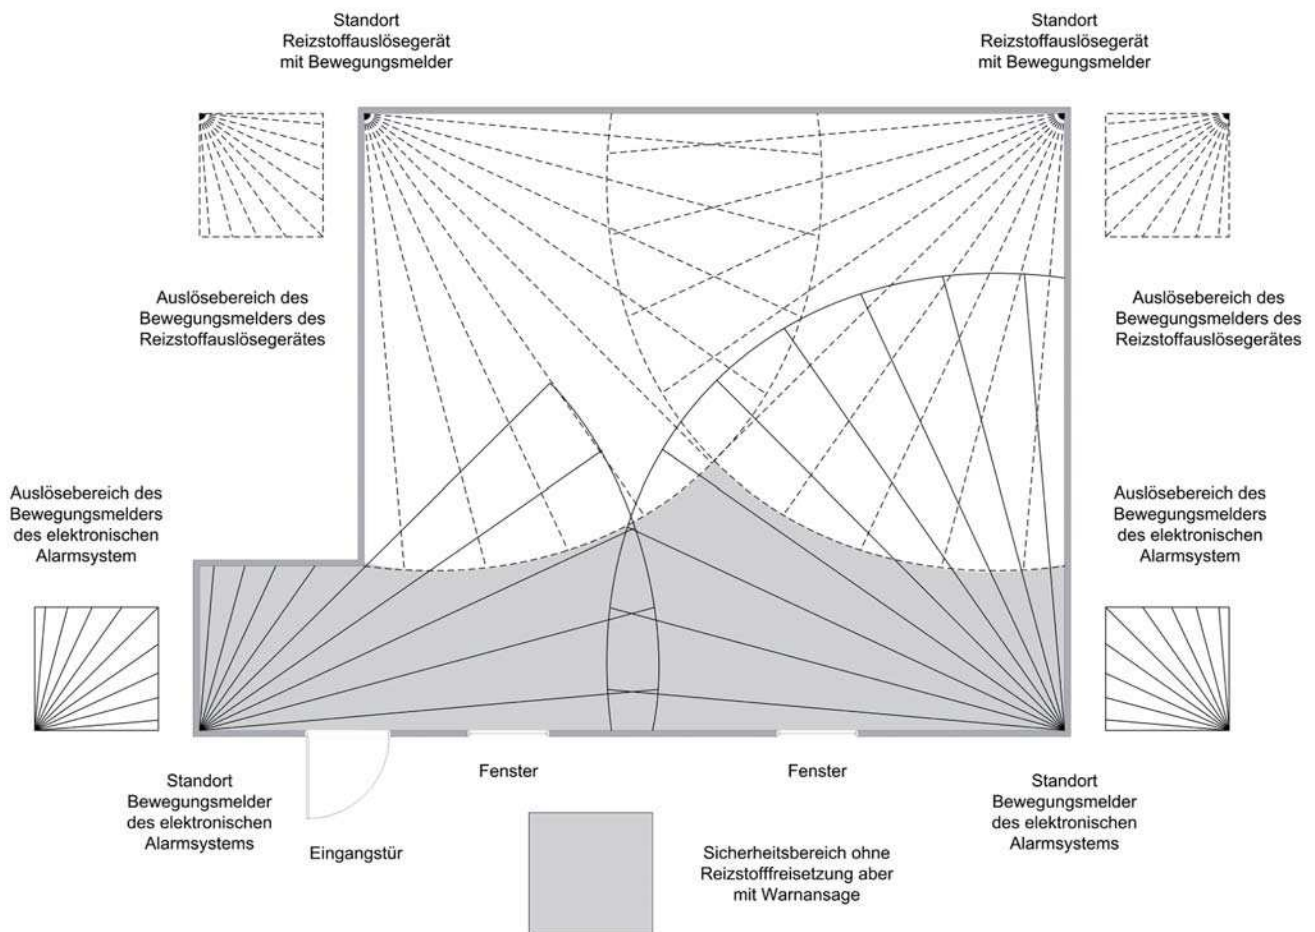 Standort
Reizstoffauslösegerät
mit Bewegungsmelder
Standort
Reizstoffauslösegerät
mit Bewegungsmelder
Auslösebereich des
Bewegungsmelders des
Reizstoffauslösegerätes
Auslösebereich des
Bewegungsmelders des
Reizstoffauslösegerätes
Auslösebereich des
Bewegungsmelders
des elektronischen
Alarmsystem
Auslösebereich des
Bewegungsmelders
des elektronischen
Alarmsystem
Standort
Bewegungsmelder
des elektronischen
Alarmsystems
Eingangstür
Fenster
Fenster
Standort
Bewegungsmelder
des elektronischen
Alarmsystems
Sicherheitsbereich ohne
Reizstofffreisetzung aber
mit Warnansage